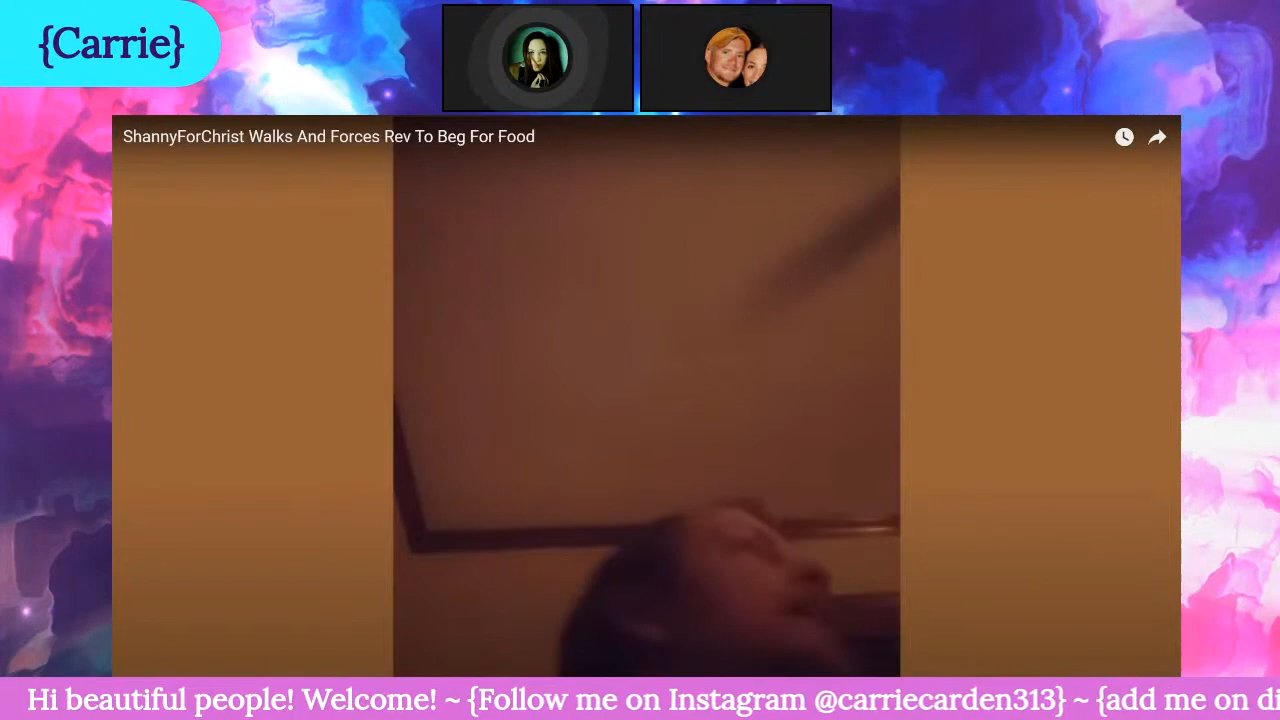 {Carrie}
ShannyForChrist Walks And Forces Rev To Beg For Food
Hi beautiful people! Welcome! ~ {Follow me on Instagram @carriecarden313} ~ {add me on di